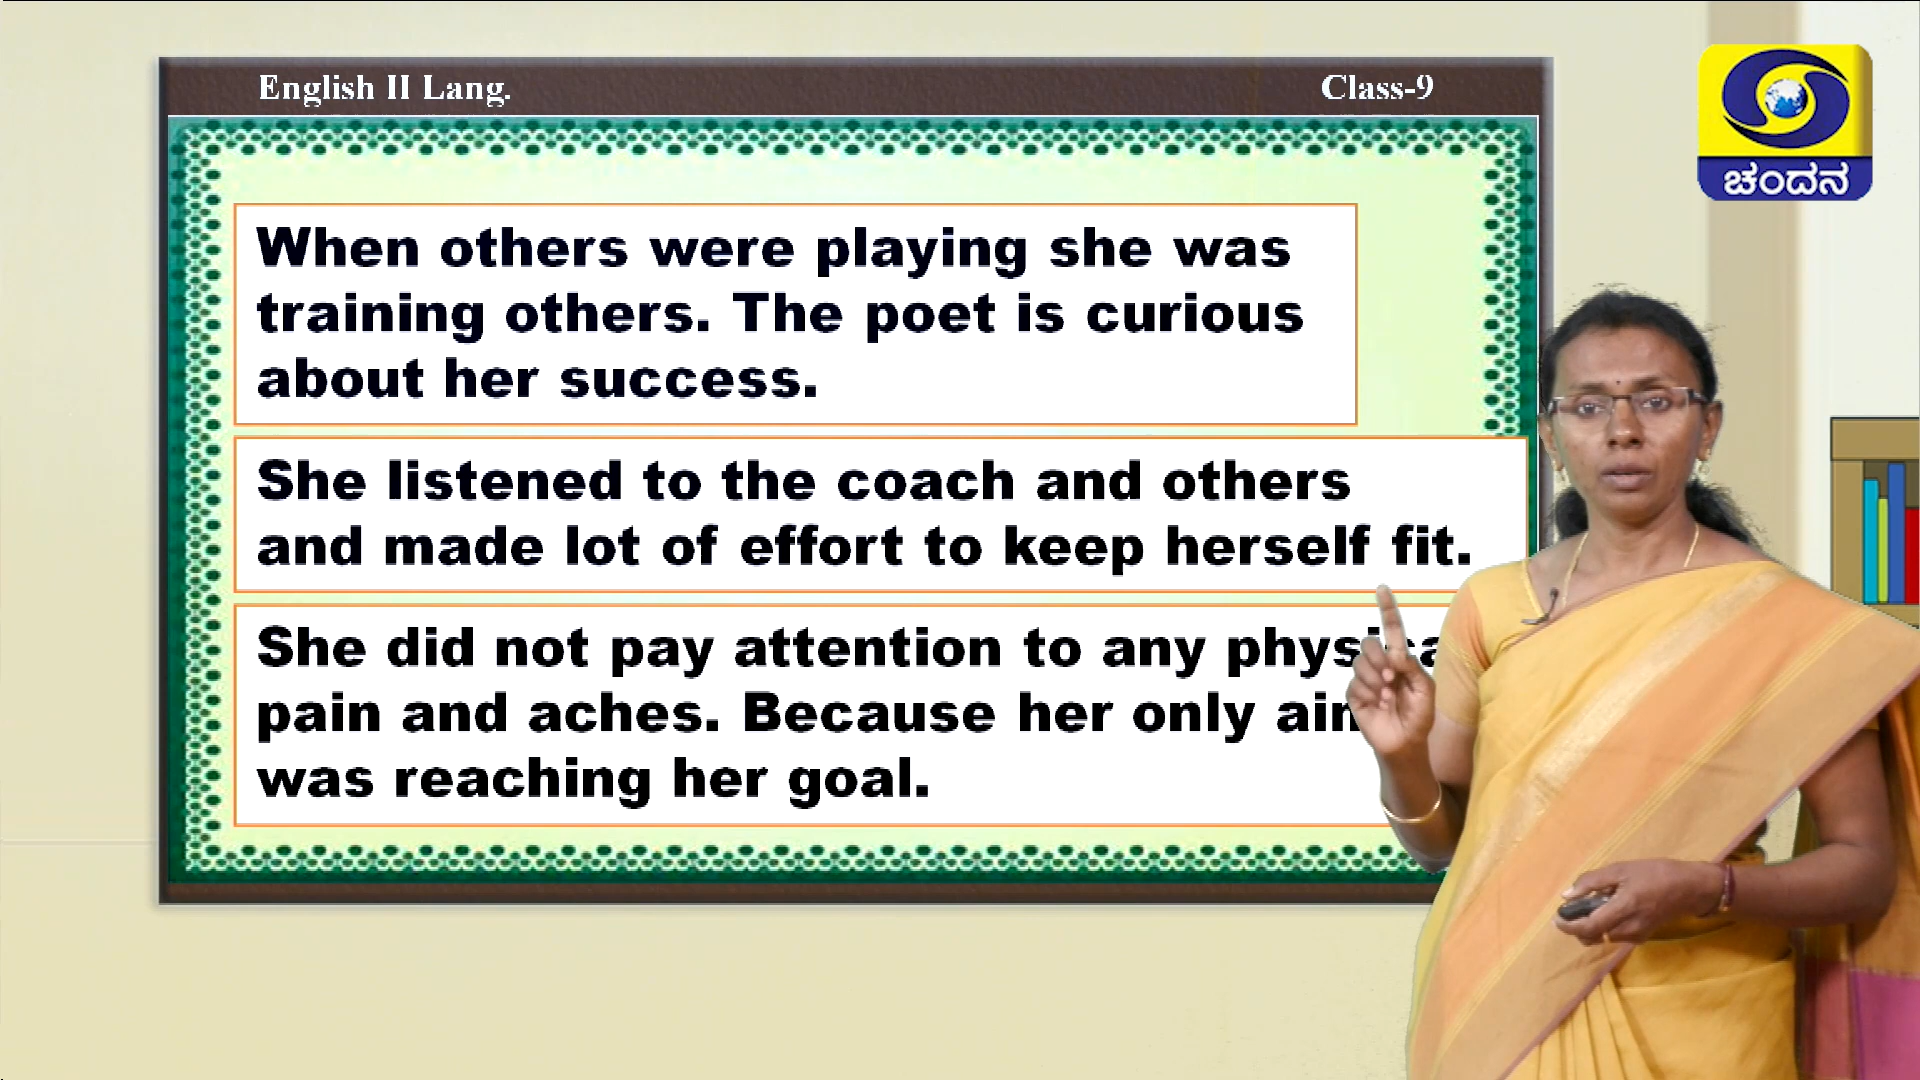 English II Lang.
Class-9
ಚಂದನ
When others were playing she was
training others. The poet is curious
about her success.
She listened to the coach and others
and made lot of effort to keep herself fit.
She did not pay attention to any
pain and aches. Because her only
was reaching her goal.